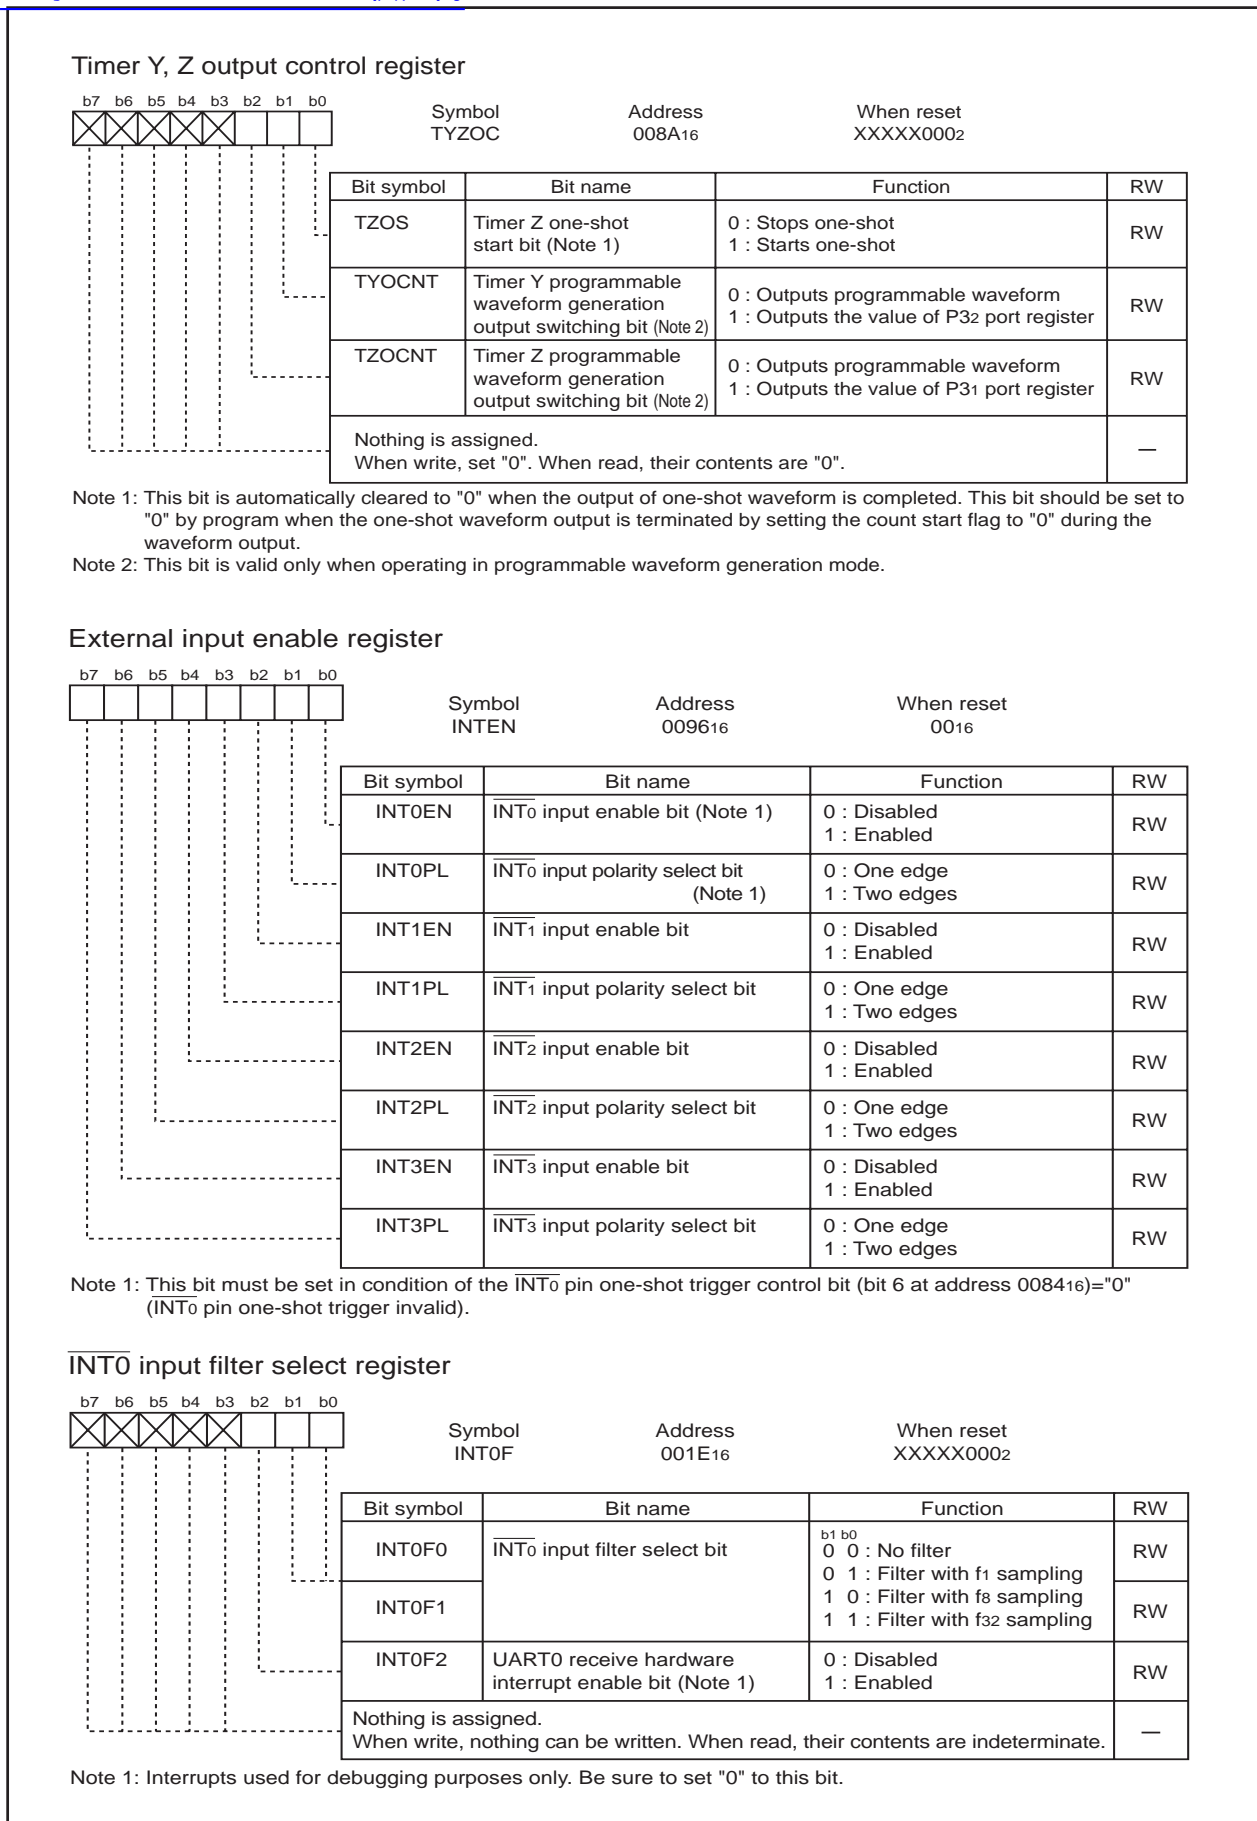 Timer Y, Z output control register
b7 b6 b5 b4 b3 b2 b1 b0
Symbol Address When reset
TYZOC 008A16 XXXXX0002
Bit symbol Bit name Function RW
TZOS Timer Z one-shot start bit (Note 1) 0 : Stops one-shot 1 : Starts one-shot RW
TYOCNT Timer Y programmable waveform generation output switching bit (Note 2) 0 : Outputs programmable waveform 1 : Outputs the value of P32 port register RW
TZOCNT Timer Z programmable waveform generation output switching bit (Note 2) 0 : Outputs programmable waveform 1 : Outputs the value of P31 port register RW
Nothing is assigned.
When write, set "0". When read, their contents are "0". —
Note 1: This bit is automatically cleared to "0" when the output of one-shot waveform is completed. This bit should be set to
"0" by program when the one-shot waveform output is terminated by setting the count start flag to "0" during the
waveform output.
Note 2: This bit is valid only when operating in programmable waveform generation mode.
External input enable register
b7 b6 b5 b4 b3 b2 b1 b0
Symbol Address When reset
INTEN 009616 0016
Bit symbol Bit name Function RW
INT0EN INT0 input enable bit (Note 1) 0 : Disabled 1 : Enabled RW
INT0PL INT0 input polarity select bit (Note 1) 0 : One edge 1 : Two edges RW
INT1EN INT1 input enable bit 0 : Disabled 1 : Enabled RW
INT1PL INT1 input polarity select bit 0 : One edge 1 : Two edges RW
INT2EN INT2 input enable bit 0 : Disabled 1 : Enabled RW
INT2PL INT2 input polarity select bit 0 : One edge 1 : Two edges RW
INT3EN INT3 input enable bit 0 : Disabled 1 : Enabled RW
INT3PL INT3 input polarity select bit 0 : One edge 1 : Two edges RW
Note 1: This bit must be set in condition of the INT0 pin one-shot trigger control bit (bit 6 at address 008416)="0"
(INT0 pin one-shot trigger invalid).
INT0 input filter select register
b7 b6 b5 b4 b3 b2 b1 b0
Symbol Address When reset
INT0F 001E16 XXXXX0002
Bit symbol Bit name Function RW
b1 b0
INT0F0 INT0 input filter select bit 0 0 : No filter RW
0 1 : Filter with f1 sampling
INT0F1 1 0 : Filter with f8 sampling RW
1 1 : Filter with f32 sampling
INT0F2 UART0 receive hardware interrupt enable bit (Note 1) 0 : Disabled 1 : Enabled RW
Nothing is assigned.
When write, nothing can be written. When read, their contents are indeterminate. —
Note 1: Interrupts used for debugging purposes only. Be sure to set "0" to this bit.